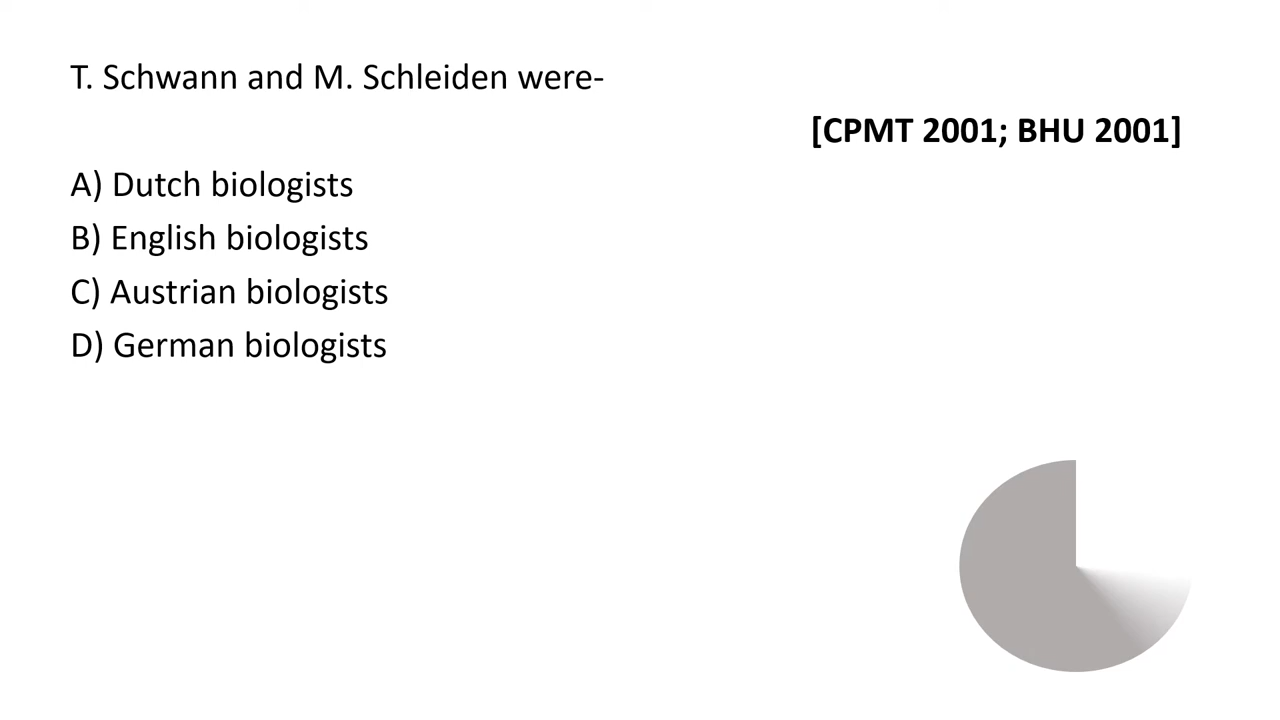 T. Schwann and M. Schleiden were-
[CPMT 2001; BHU 2001]
A) Dutch biologists
B) English biologists
C) Austrian biologists
D) German biologists